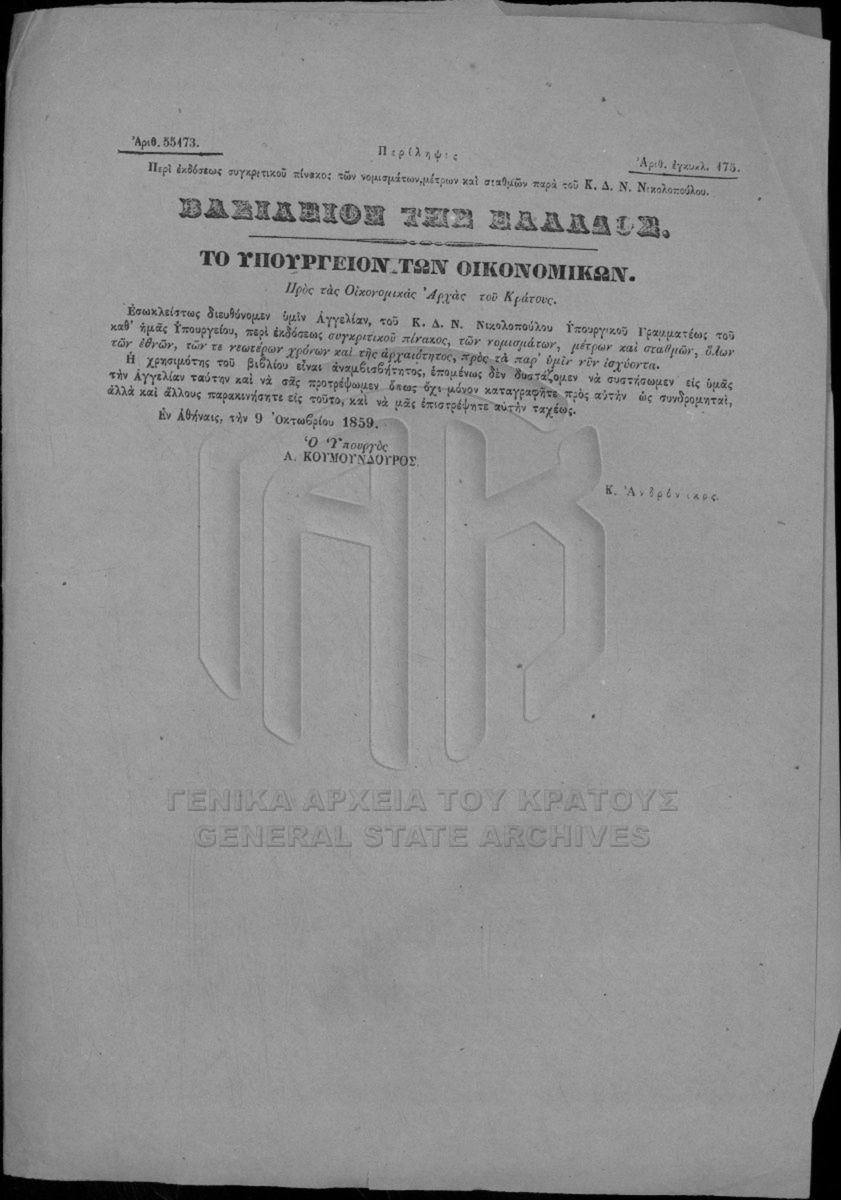 Ἀριθ. 55473.
Περίληψις
Ἀριθ. ἐγκυκλ. 175.
Περὶ ἐκδόσεως συγκριτικοῦ πίνακος τῶν νομισμάτων, μέτρων καὶ σταθμῶν παρὰ τοῦ Κ. Δ. Ν. Νικολοπούλου.
ΒΑΣΙΛΕΙΟΝ ΤΗΣ ΕΛΛΑΔΟΣ.
ΤΟ ΥΠΟΥΡΓΕΙΟΝ ΤΩΝ ΟΙΚΟΝΟΜΙΚΩΝ.
Πρὸς τὰς Οἰκονομικὰς Ἀρχὰς τοῦ Κράτους.
Ἐσωκλείστως διευθύνομεν ὑμῖν Ἀγγελίαν, τοῦ Κ. Δ. Ν. Νικολοπούλου Ὑπουργικοῦ Γραμματέως τοῦ
καθ' ἡμᾶς Ὑπουργείου, περὶ ἐκδόσεως συγκριτικοῦ πίνακος, τῶν νομισμάτων, μέτρων καὶ σταθμῶν, ὅλων
τῶν ἐθνῶν, τῶν τε νεωτέρων χρόνων καὶ τῆς ἀρχαιότητος, πρὸς τὰ παρ' ὑμῖν νῦν ἰσχύοντα.
Ἡ χρησιμότης τοῦ βιβλίου εἶναι ἀναμβισβήτητος, ἑπομένως δὲν δυστάζομεν νὰ συστήσωμεν εἰς ὑμᾶς
τὴν Ἀγγελίαν ταύτην καὶ νὰ σᾶς προτρέψωμεν ὅπως ὄχι μόνον καταγραφῆτε πρὸς αὐτὴν ὡς συνδρομηταὶ,
ἀλλὰ καὶ ἄλλους παρακινήσητε εἰς τοῦτο, καὶ νὰ μᾶς ἐπιστρέψητε αὐτὴν ταχέως.
Ἐν Ἀθήναις, τὴν 9 Ὀκτωβρίου 1859.
Ὁ Ὑπουργὸς
Α. ΚΟΥΜΟΥΝΔΟΥΡΟΣ.
Κ. Ἀνδρόνικος.
ΓΕΝΙΚΑ ΑΡΧΕΙΑ ΤΟΥ ΚΡΑΤΟΥΣ
GENERAL STATE ARCHIVES